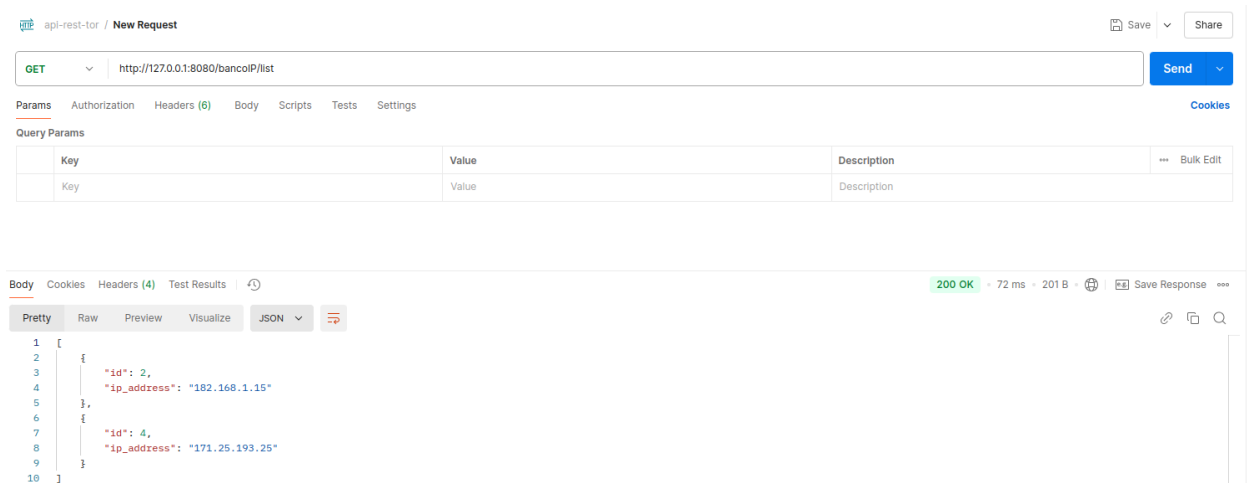 HTTP api-rest-tor / New Request Save Share
GET http://127.0.0.1:8080/bancoIP/list Send
Params Authorization Headers (6) Body Scripts Tests Settings Cookies
Query Params
Key Value Description Bulk Edit
Key Value Description
Body Cookies Headers (4) Test Results 200 OK 72 ms 201 B e.g. Save Response
Pretty Raw Preview Visualize JSON
1 [
2 {
3 "id": 2,
4 "ip_address": "182.168.1.15"
5 },
6 {
7 "id": 4,
8 "ip_address": "171.25.193.25"
9 }
10 ]